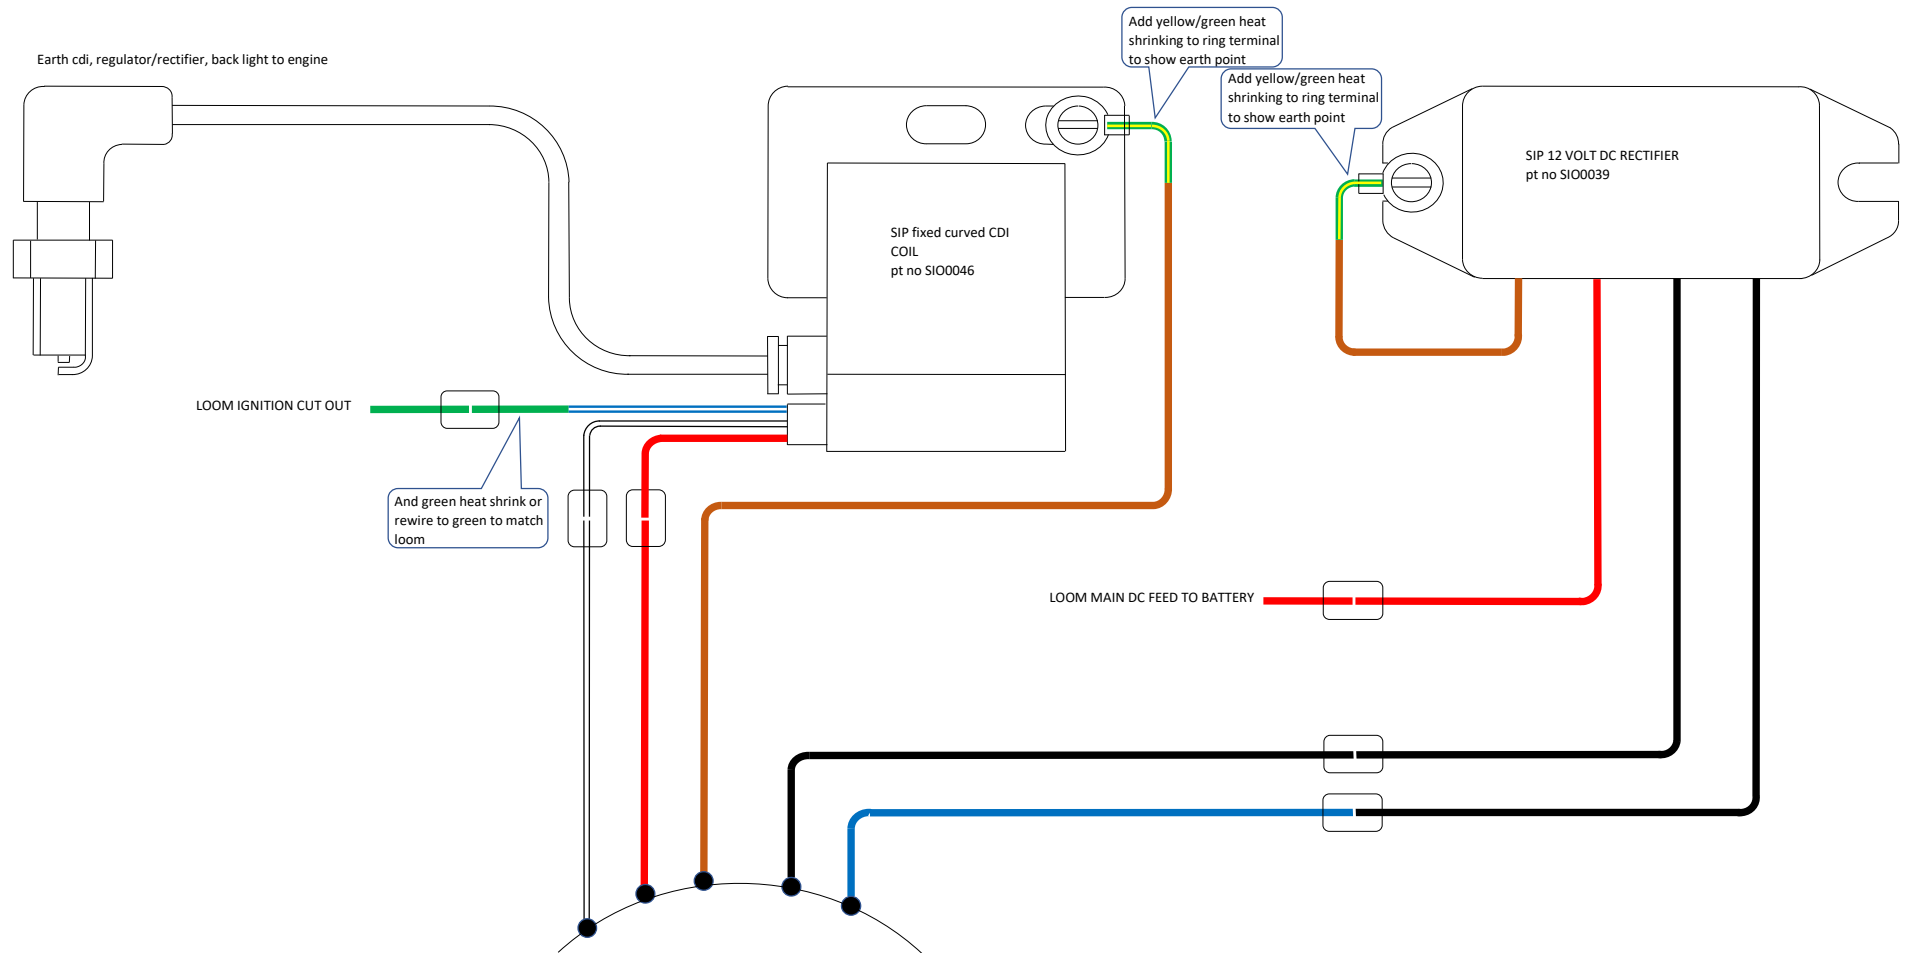 Add yellow/green heat
shrinking to ring terminal
to show earth point
Earth cdi, regulator/rectifier, back light to engine
Add yellow/green heat
shrinking to ring terminal
to show earth point
SIP 12 VOLT DC RECTIFIER
pt no SIO0039
SIP fixed curved CDI
COIL
pt no SIO0046
LOOM IGNITION CUT OUT
And green heat shrink or
rewire to green to match
loom
LOOM MAIN DC FEED TO BATTERY